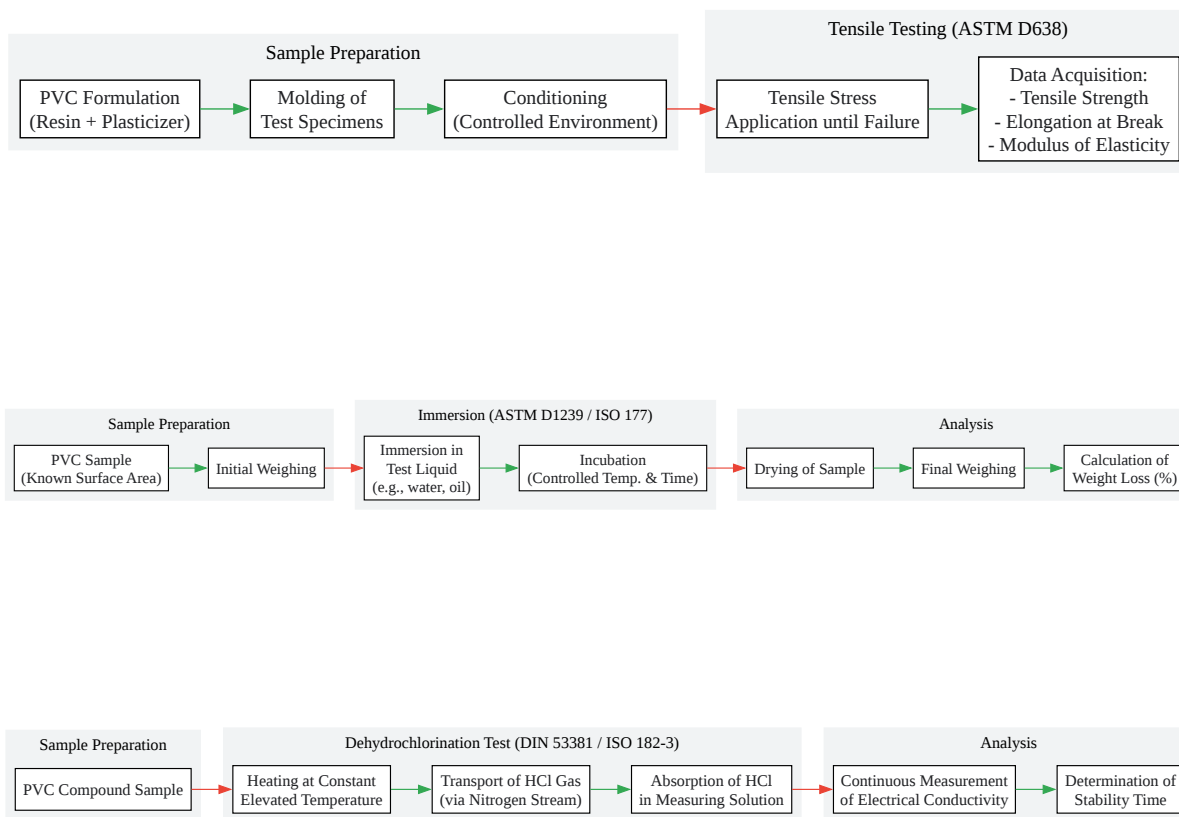 Sample Preparation
PVC Formulation
(Resin + Plasticizer)
Molding of
Test Specimens
Conditioning
(Controlled Environment)
Tensile Testing (ASTM D638)
Tensile Stress
Application until Failure
Data Acquisition:
- Tensile Strength
- Elongation at Break
- Modulus of Elasticity
Sample Preparation
PVC Sample
(Known Surface Area)
Initial Weighing
Immersion (ASTM D1239 / ISO 177)
Immersion in
Test Liquid
(e.g., water, oil)
Incubation
(Controlled Temp. & Time)
Analysis
Drying of Sample
Final Weighing
Calculation of
Weight Loss (%)
Sample Preparation
PVC Compound Sample
Dehydrochlorination Test (DIN 53381 / ISO 182-3)
Heating at Constant
Elevated Temperature
Transport of HCl Gas
(via Nitrogen Stream)
Absorption of HCl
in Measuring Solution
Analysis
Continuous Measurement
of Electrical Conductivity
Determination of
Stability Time